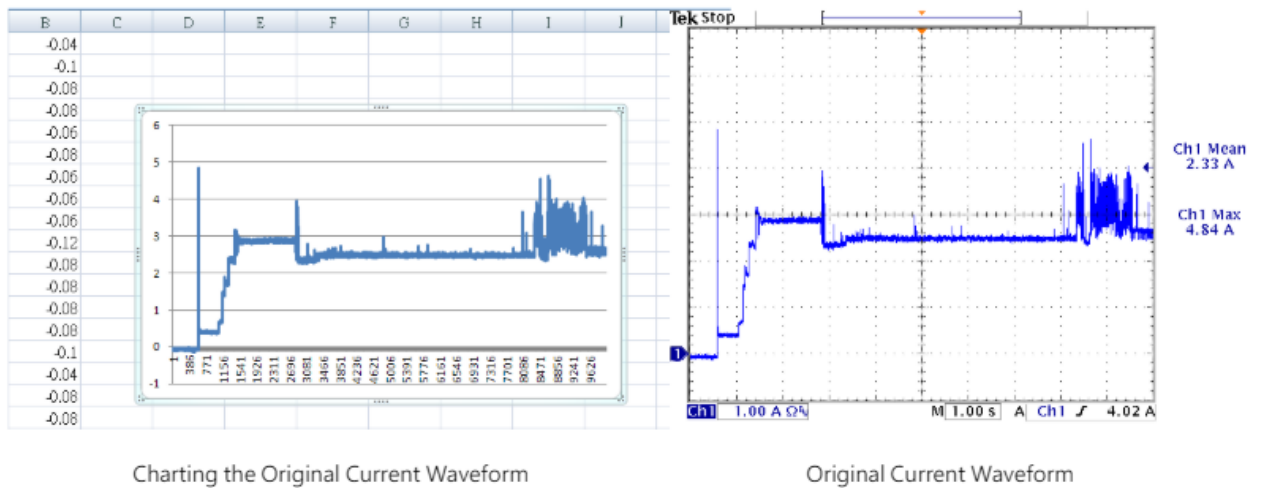 B C D E F G H I J
-0.04
-0.1
-0.08
-0.08
-0.06
-0.08
-0.06
-0.08
-0.06
-0.12
-0.08
-0.06
-0.08
-0.08
-0.1
-0.04
-0.08
-0.08
6
5
4
3
2
1
0
-1
1 386 771 1156 1541 1926 2311 2696 3081 3466 3851 4236 4621 5006 5391 5776 6161 6546 6931 7316 7701 8086 8471 8856 9241 9626
Tek Stop
Ch1 Mean
2.33 A
Ch1 Max
4.84 A
1
Ch1 1.00 A Ω M 1.00 s A Ch1 4.02 A
Charting the Original Current Waveform
Original Current Waveform